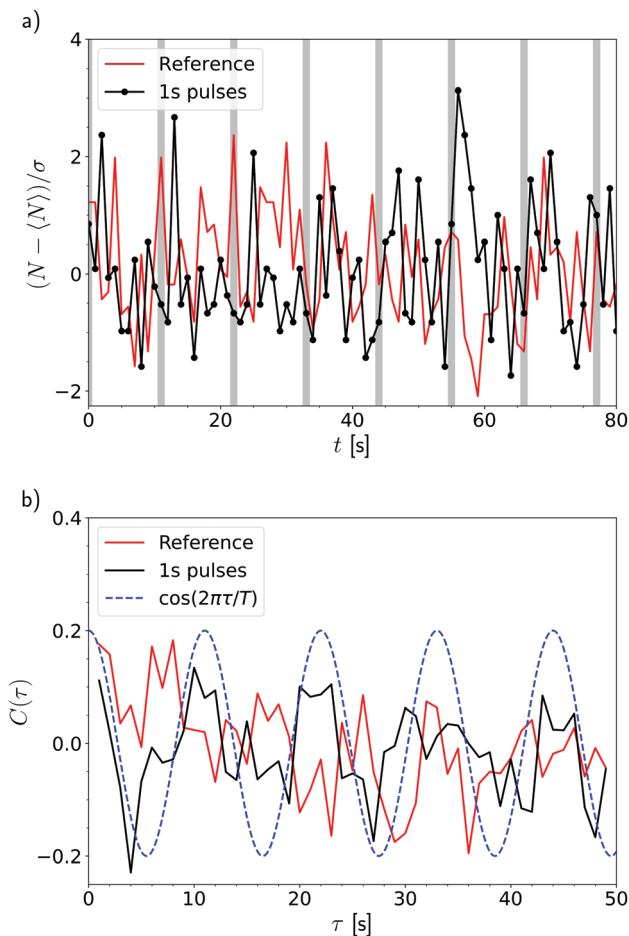 a)
4
2
0
−2
(N − ⟨N⟩)/σ
Reference
1s pulses
0 20 40 60 80
t [s]
b)
0.4
0.2
0.0
−0.2
C(τ)
Reference
1s pulses
cos(2πτ/T)
0 10 20 30 40 50
τ [s]